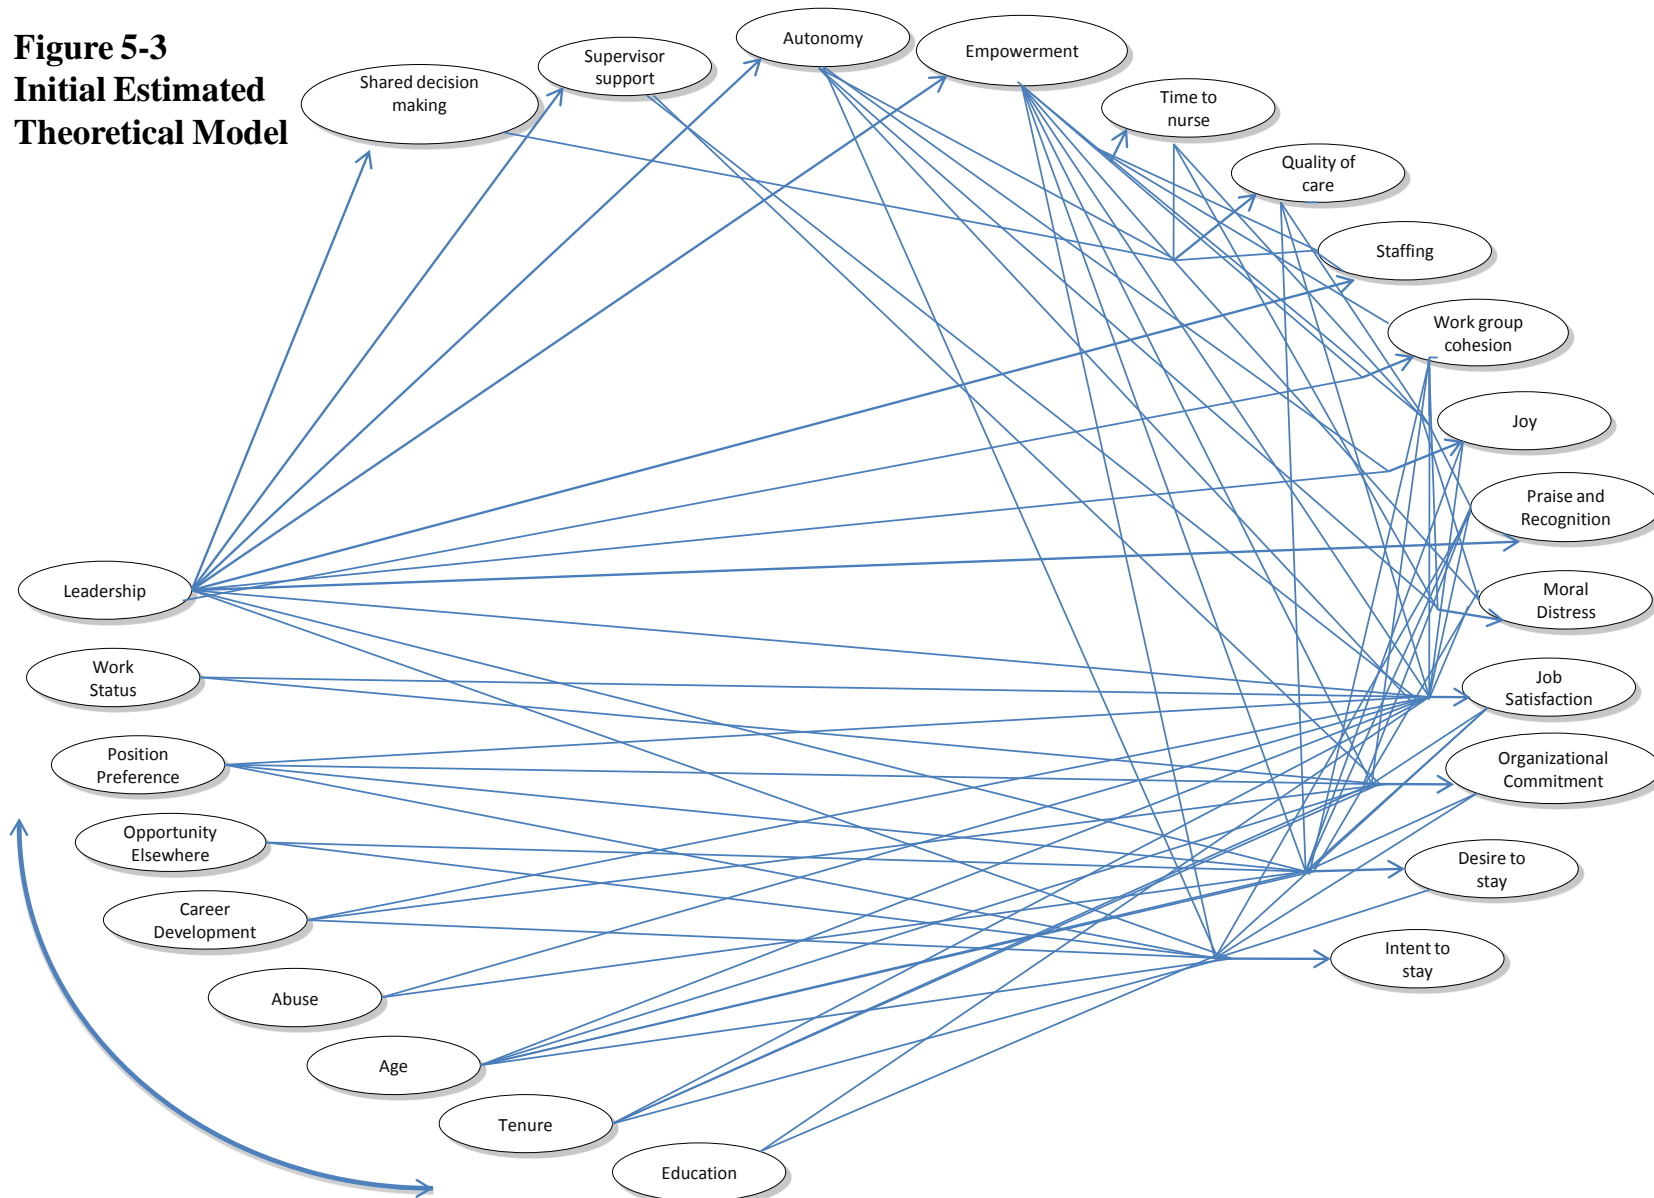 Figure 5-3
Initial Estimated
Theoretical Model
Shared decision
making
Supervisor
support
Autonomy
Empowerment
Time to
nurse
Quality of
care
Staffing
Work group
cohesion
Joy
Praise and
Recognition
Moral
Distress
Job
Satisfaction
Organizational
Commitment
Desire to
stay
Intent to
stay
Leadership
Work
Status
Position
Preference
Opportunity
Elsewhere
Career
Development
Abuse
Age
Tenure
Education